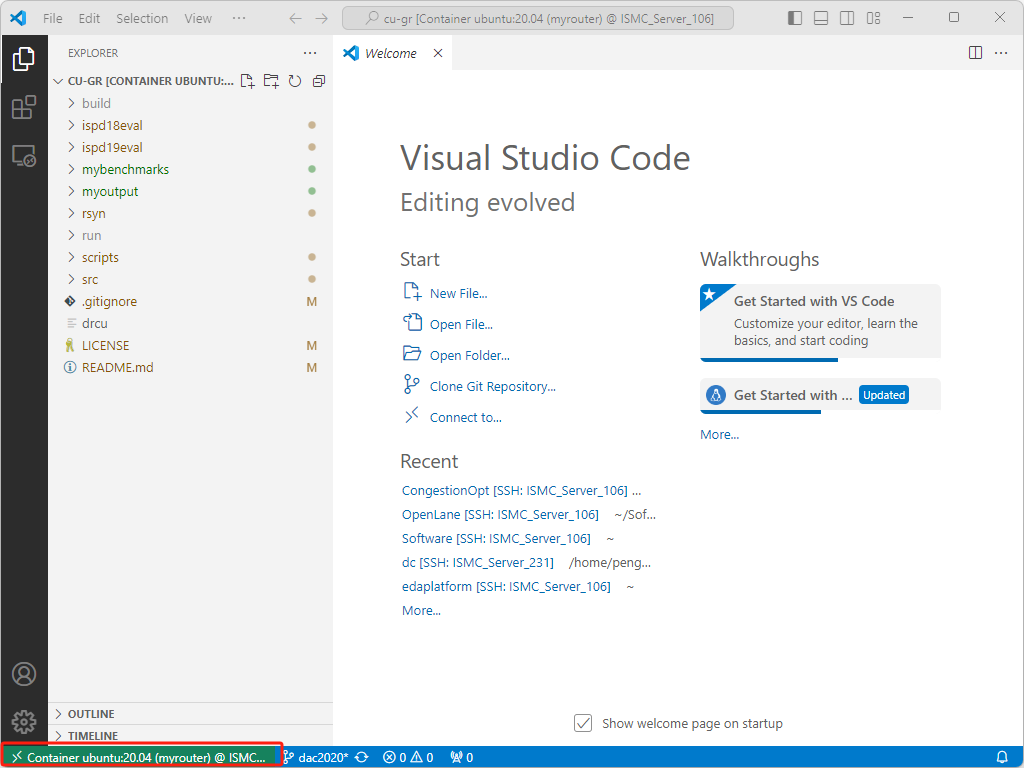 File Edit Selection View ··· cu-gr [Container ubuntu:20.04 (myrouter) @ ISMC_Server_106]
EXPLORER ···
Welcome ···
CU-GR [CONTAINER UBUNTU:...
build
ispd18eval
ispd19eval
mybenchmarks
myoutput
rsyn
run
scripts
src
.gitignore M
drcu
LICENSE M
README.md M
OUTLINE
TIMELINE
Visual Studio Code
Editing evolved
Start
New File...
Open File...
Open Folder...
Clone Git Repository...
Connect to...
Recent
CongestionOpt [SSH: ISMC_Server_106] ...
OpenLane [SSH: ISMC_Server_106] ~/Sof...
Software [SSH: ISMC_Server_106] ~
dc [SSH: ISMC_Server_231] /home/peng...
edaplatform [SSH: ISMC_Server_106] ~
More...
Walkthroughs
Get Started with VS Code
Customize your editor, learn the
basics, and start coding
Get Started with ... Updated
More...
Show welcome page on startup
Container ubuntu:20.04 (myrouter) @ ISMC... dac2020* 0 0 0